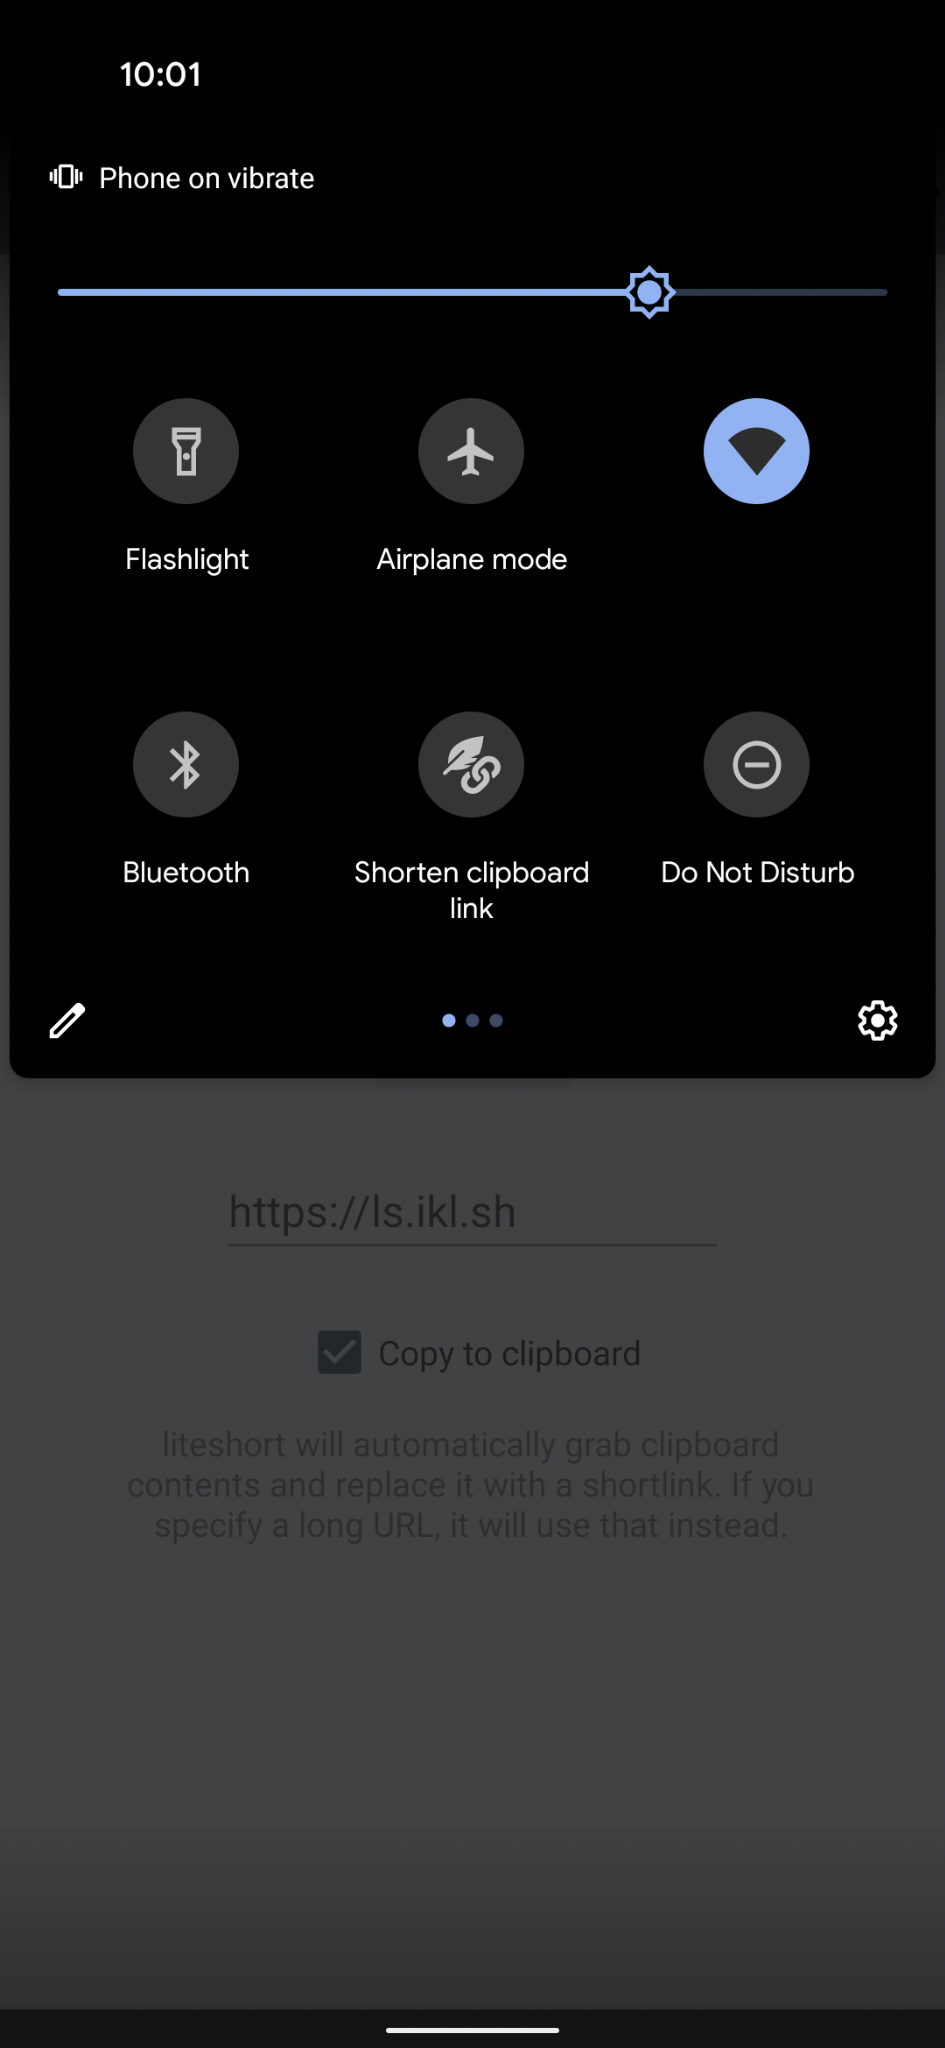 10:01
Phone on vibrate
Flashlight
Airplane mode
Bluetooth
Shorten clipboard
link
Do Not Disturb
https://ls.ikl.sh
Copy to clipboard
liteshort will automatically grab clipboard
contents and replace it with a shortlink. If you
specify a long URL, it will use that instead.